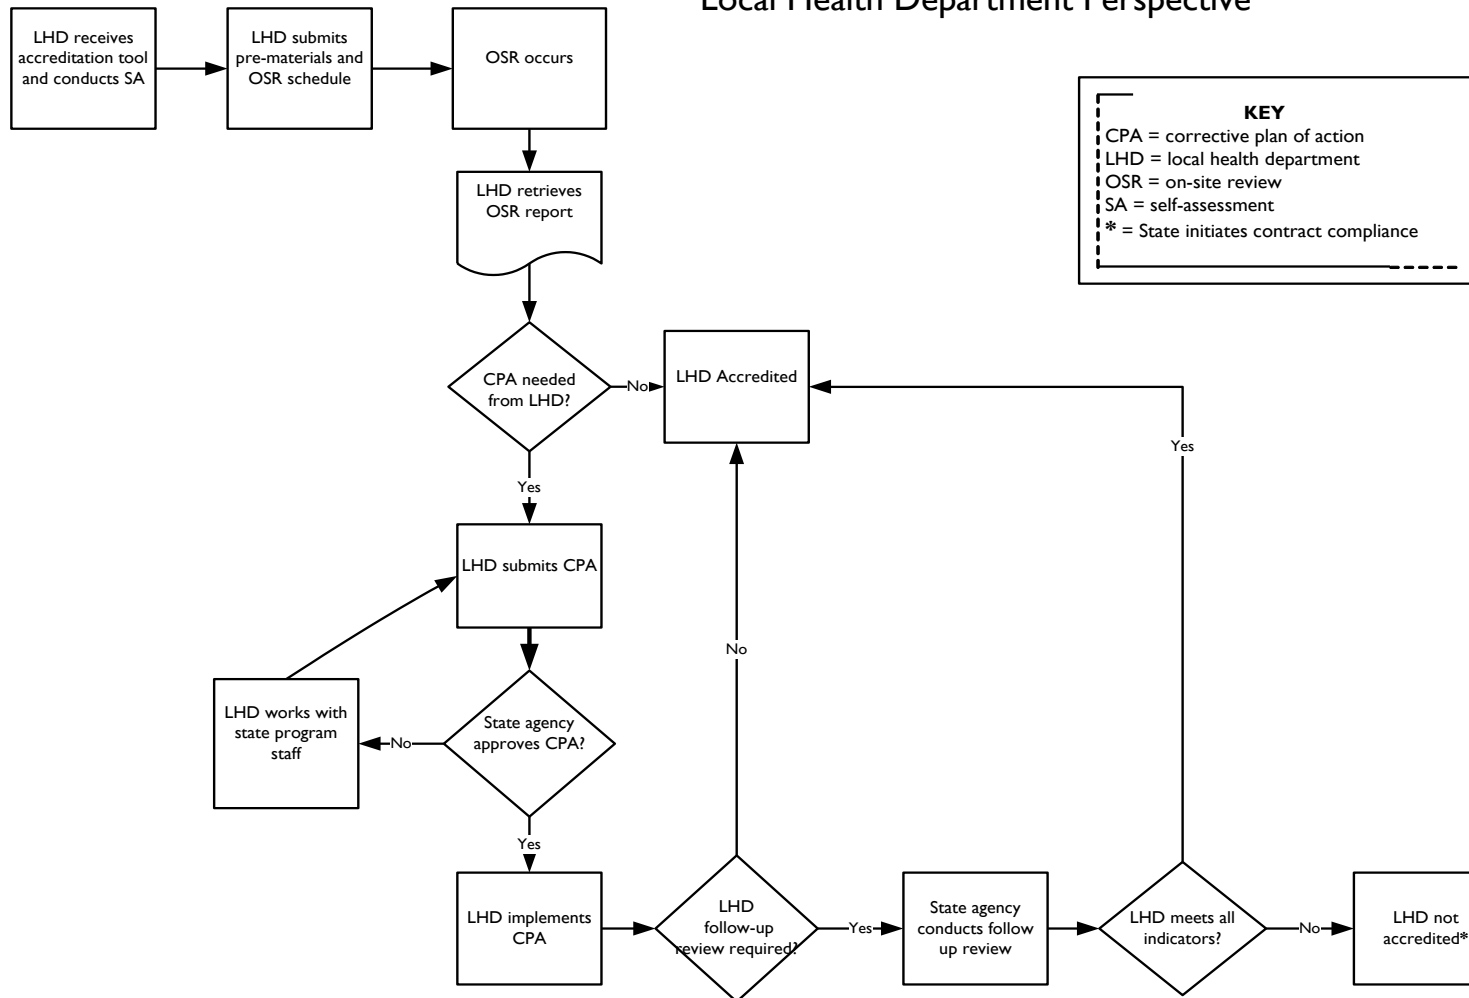 Local Health Department Perspective
LHD receives
accreditation tool
and conducts SA
LHD submits
pre-materials and
OSR schedule
OSR occurs
KEY
CPA = corrective plan of action
LHD = local health department
OSR = on-site review
SA = self-assessment
* = State initiates contract compliance
LHD retrieves
OSR report
CPA needed
from LHD?
No
LHD Accredited
Yes
Yes
LHD submits CPA
No
LHD works with
state program
staff
No
State agency
approves CPA?
Yes
LHD implements
CPA
LHD
follow-up
review required?
Yes
State agency
conducts follow
up review
LHD meets all
indicators?
No
LHD not
accredited*